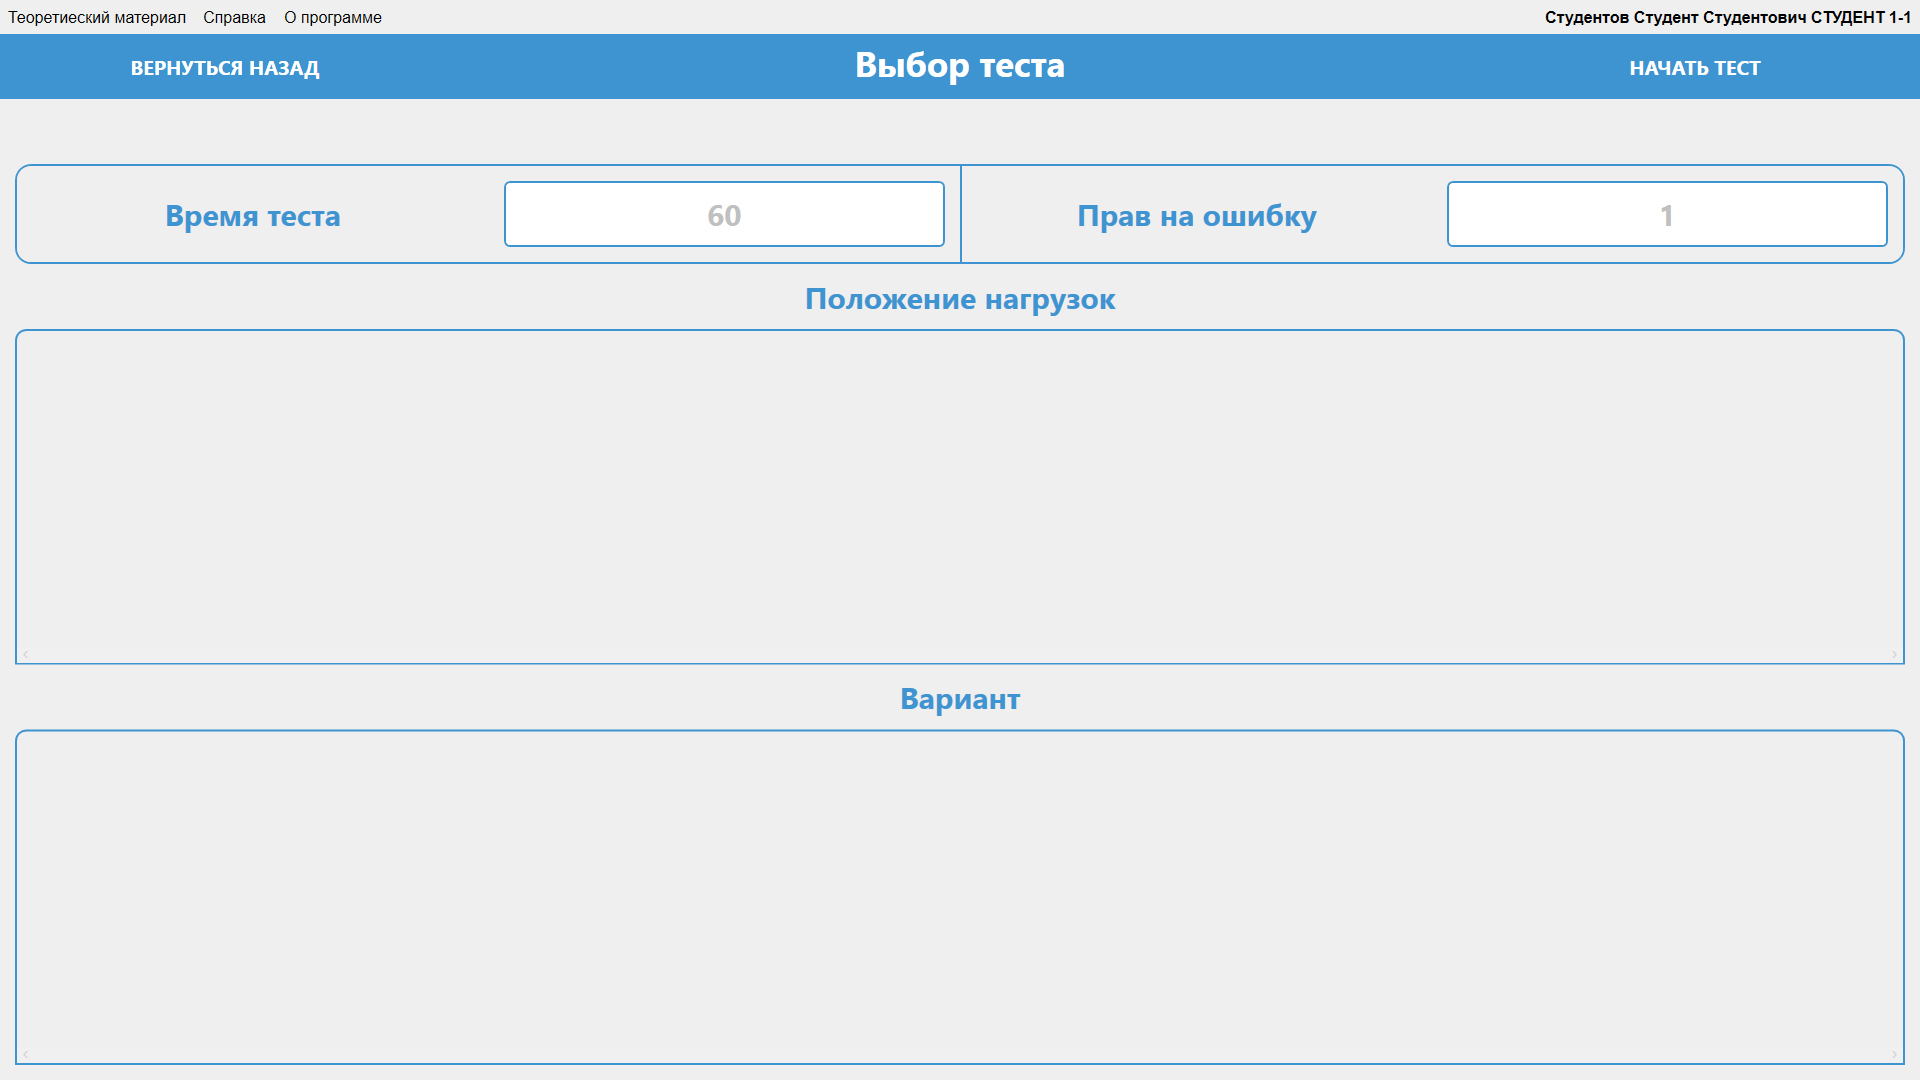 Теоретиеский материал Справка О программе Студентов Студент Студентович СТУДЕНТ 1-1
ВЕРНУТЬСЯ НАЗАД Выбор теста НАЧАТЬ ТЕСТ
Время теста 60 Прав на ошибку 1
Положение нагрузок
Вариант